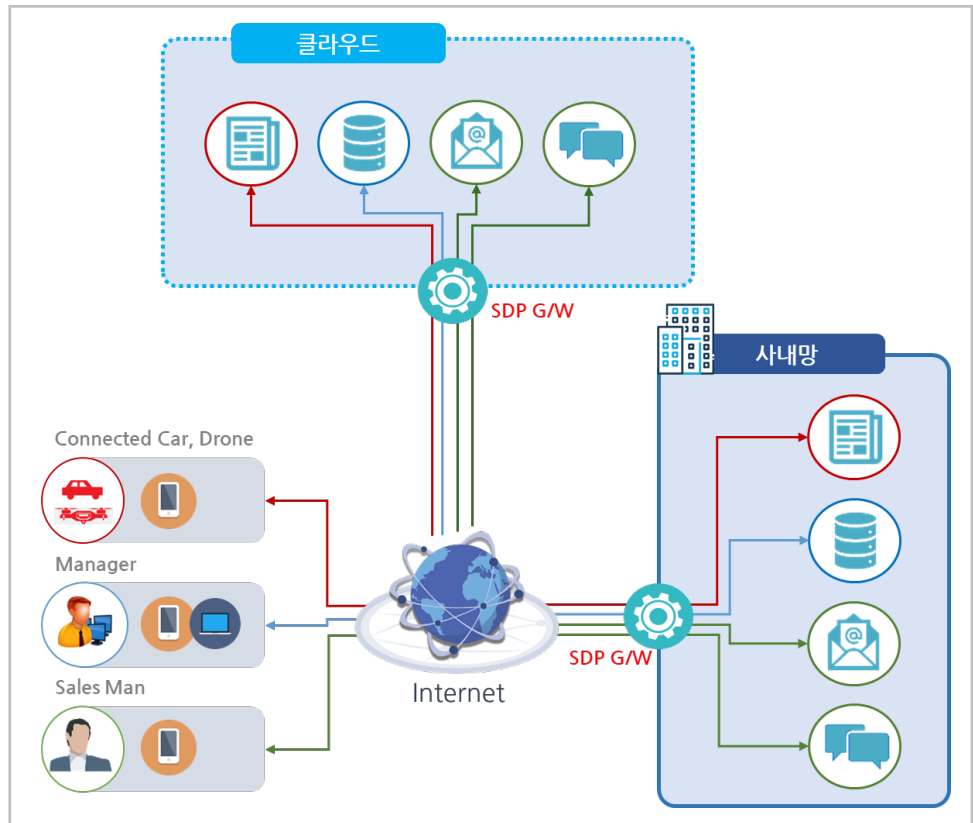 클라우드
SDP G/W
사내망
Connected Car, Drone
Manager
SDP G/W
Sales Man
Internet
@
@